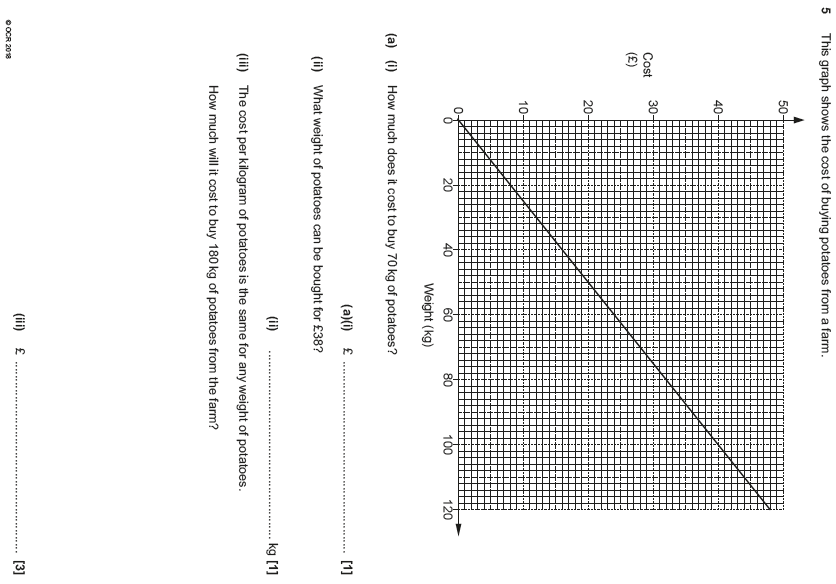 5 This graph shows the cost of buying potatoes from a farm.
50
40
30
Cost
(£)
20
10
0
0 20 40 60 80 100 120
Weight (kg)
(a) (i) How much does it cost to buy 70 kg of potatoes?
(a)(i) £ ................................................ [1]
(ii) What weight of potatoes can be bought for £38?
(ii) ................................................ kg [1]
(iii) The cost per kilogram of potatoes is the same for any weight of potatoes.
How much will it cost to buy 180 kg of potatoes from the farm?
(iii) £ ................................................ [3]
© OCR 2018